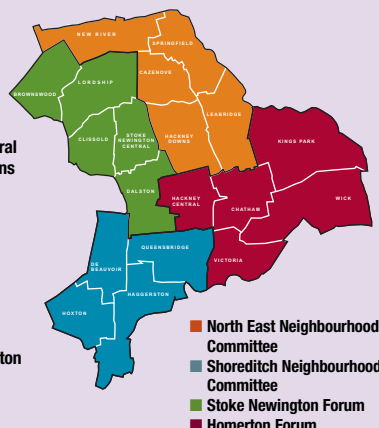 NEW RIVER
SPRINGFIELD
LORDSHIP
CAZENOVE
BROWNSWOOD
LEABRIDGE
CLISSOLD
STOKE
NEWINGTON
CENTRAL
HACKNEY
DOWNS
KINGS PARK
ral
ns
DALSTON
HACKNEY
CENTRAL
CHATHAM
WICK
QUEENSBRIDGE
DE
BEAUVOIR
VICTORIA
HAGGERSTON
HOXTON
ton
North East Neighbourhood
Committee
Shoreditch Neighbourhood
Committee
Stoke Newington Forum
Homerton Forum